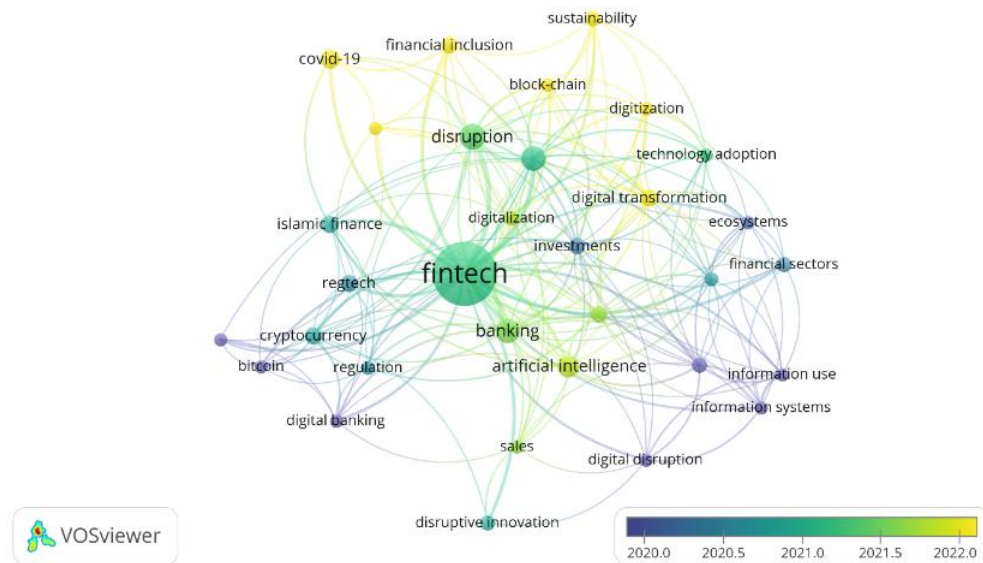 sustainability
financial inclusion
covid-19
block-chain
digitization
disruption
technology adoption
digital transformation
islamic finance
digitalization
ecosystems
investments
fintech
financial sectors
regtech
banking
cryptocurrency
bitcoin
regulation
artificial intelligence
information use
information systems
digital banking
sales
digital disruption
disruptive innovation
VOSviewer
2020.0 2020.5 2021.0 2021.5 2022.0